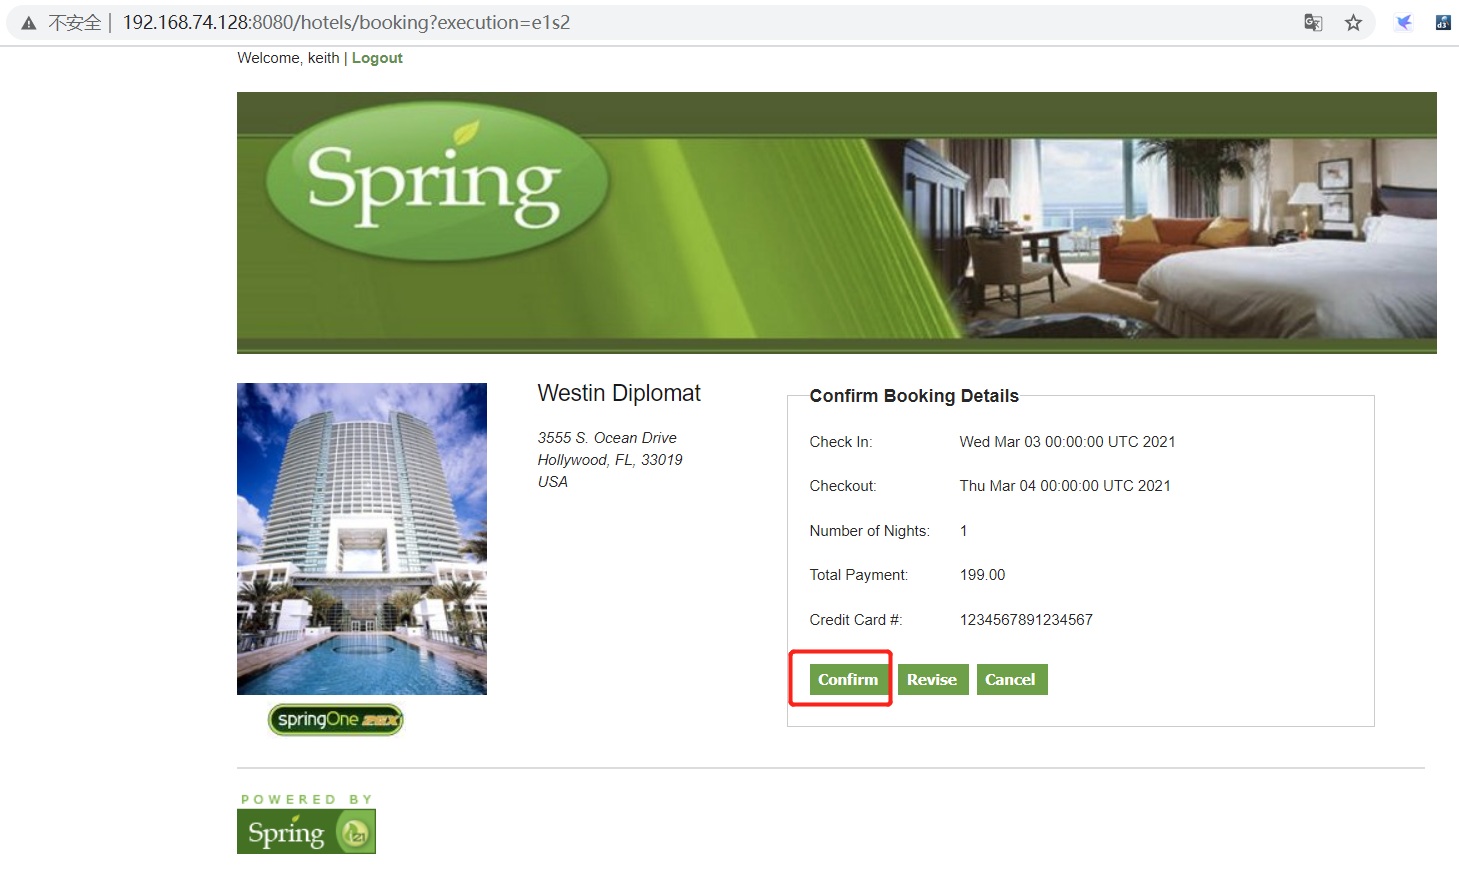 不安全 | 192.168.74.128:8080/hotels/booking?execution=e1s2
Welcome, keith | Logout
Spring
Westin Diplomat
3555 S. Ocean Drive
Hollywood, FL, 33019
USA
Confirm Booking Details
Check In: Wed Mar 03 00:00:00 UTC 2021
Checkout: Thu Mar 04 00:00:00 UTC 2021
Number of Nights: 1
Total Payment: 199.00
Credit Card #: 1234567891234567
Confirm Revise Cancel
springOne 2GX
POWERED BY
Spring